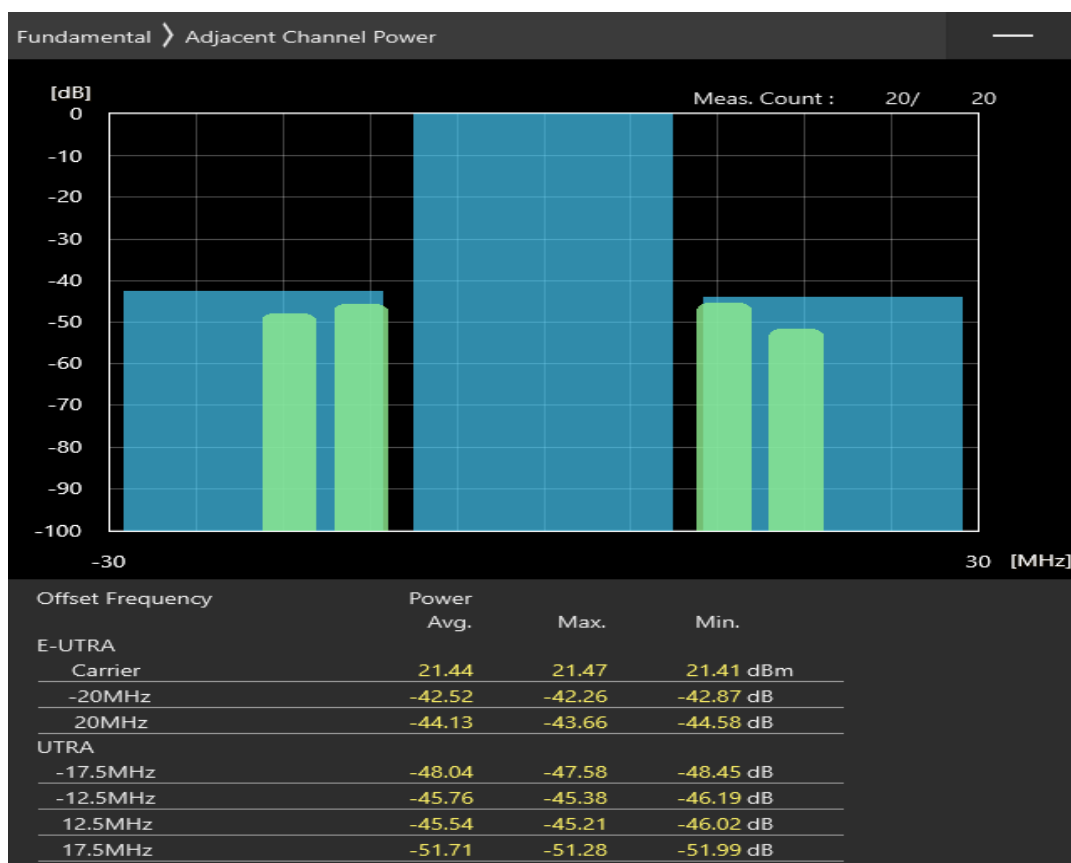 Fundamental ❯ Adjacent Channel Power
[dB]
Meas. Count : 20/ 20
0
-10
-20
-30
-40
-50
-60
-70
-80
-90
-100
-30 30 [MHz]
Offset Frequency Power
Avg. Max. Min.
E-UTRA
Carrier 21.44 21.47 21.41 dBm
-20MHz -42.52 -42.26 -42.87 dB
20MHz -44.13 -43.66 -44.58 dB
UTRA
-17.5MHz -48.04 -47.58 -48.45 dB
-12.5MHz -45.76 -45.38 -46.19 dB
12.5MHz -45.54 -45.21 -46.02 dB
17.5MHz -51.71 -51.28 -51.99 dB